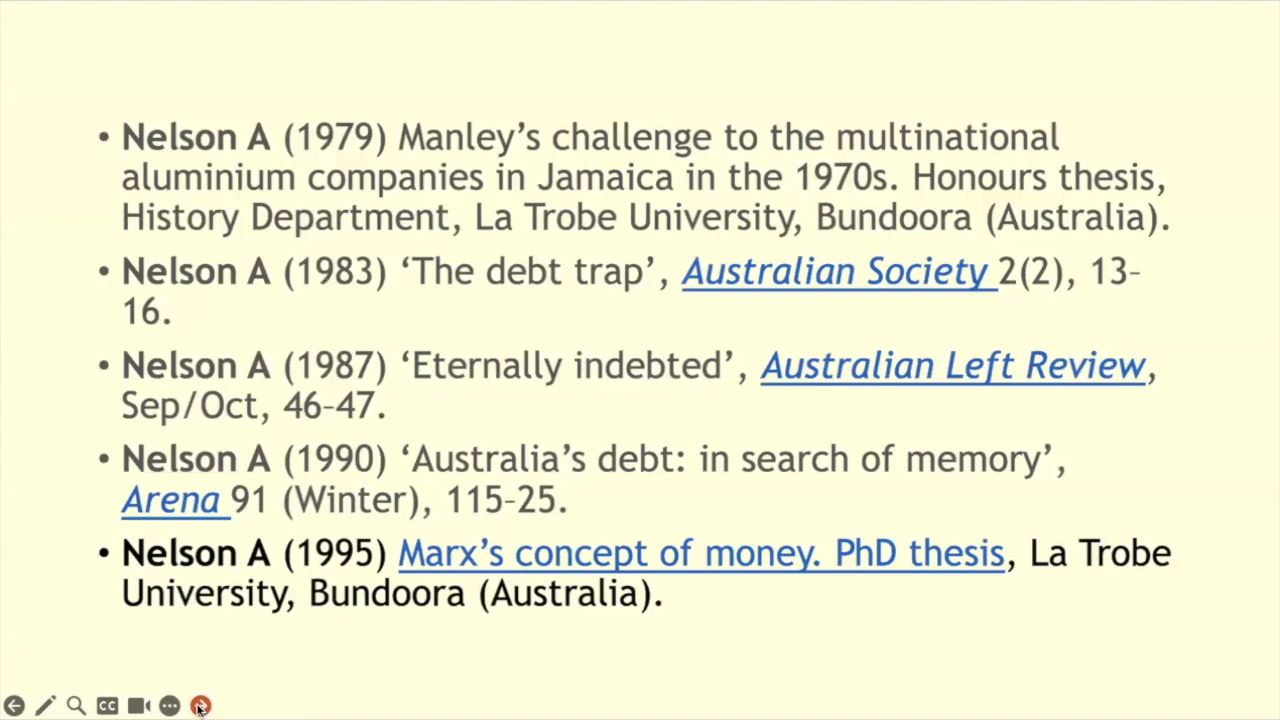 • Nelson A (1979) Manley’s challenge to the multinational
aluminium companies in Jamaica in the 1970s. Honours thesis,
History Department, La Trobe University, Bundoora (Australia).
• Nelson A (1983) ‘The debt trap’, Australian Society 2(2), 13–
16.
• Nelson A (1987) ‘Eternally indebted’, Australian Left Review,
Sep/Oct, 46–47.
• Nelson A (1990) ‘Australia’s debt: in search of memory’,
Arena 91 (Winter), 115–25.
• Nelson A (1995) Marx’s concept of money. PhD thesis, La Trobe
University, Bundoora (Australia).
CC